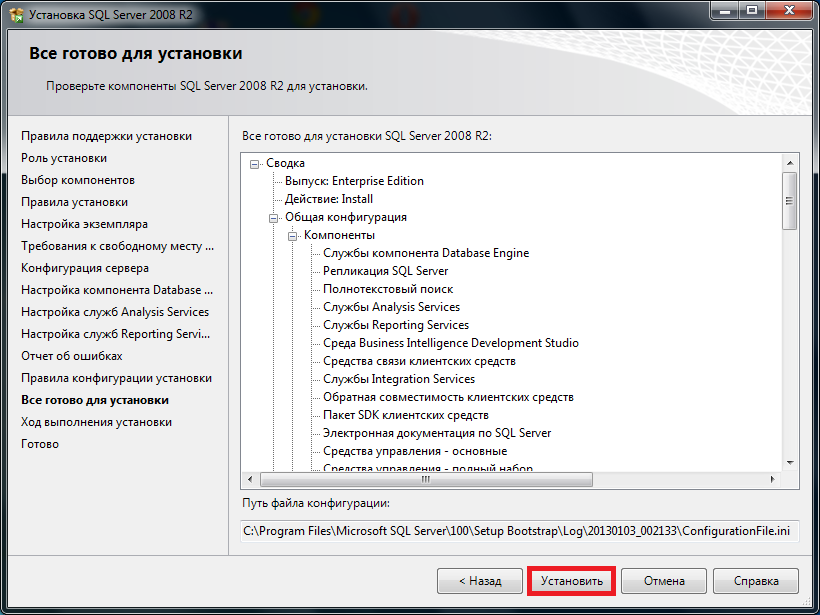 Установка SQL Server 2008 R2
Все готово для установки
Проверьте компоненты SQL Server 2008 R2 для установки.
Правила поддержки установки
Роль установки
Выбор компонентов
Правила установки
Настройка экземпляра
Требования к свободному месту ...
Конфигурация сервера
Настройка компонента Database ...
Настройка служб Analysis Services
Настройка служб Reporting Servi...
Отчет об ошибках
Правила конфигурации установки
Все готово для установки
Ход выполнения установки
Готово
Все готово для установки SQL Server 2008 R2:
Сводка
Выпуск: Enterprise Edition
Действие: Install
Общая конфигурация
Компоненты
Службы компонента Database Engine
Репликация SQL Server
Полнотекстовый поиск
Службы Analysis Services
Службы Reporting Services
Среда Business Intelligence Development Studio
Средства связи клиентских средств
Службы Integration Services
Обратная совместимость клиентских средств
Пакет SDK клиентских средств
Электронная документация по SQL Server
Средства управления - основные
Средства управления - полный набор
Путь файла конфигурации:
C:\Program Files\Microsoft SQL Server\100\Setup Bootstrap\Log\20130103_002133\ConfigurationFile.ini
< Назад
Установить
Отмена
Справка